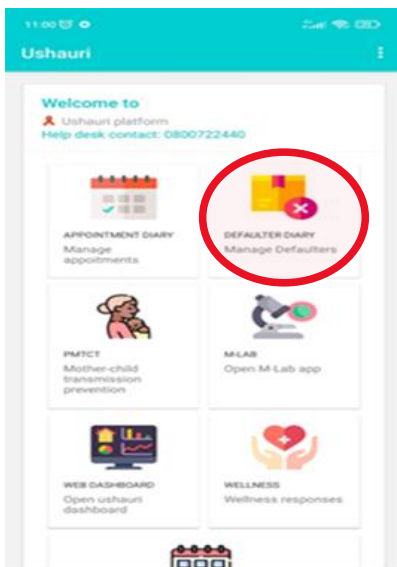 11:00
Ushauri
Welcome to
Ushauri platform
Help desk contact: 0800722440
APPOINTMENT DIARY
Manage
appoitments
DEFAULTER DIARY
Manage Defaulters
PMTCT
Mother-child
transmission
prevention
M-LAB
Open M-Lab app
WEB DASHBOARD
Open ushauri
dashboard
WELLNESS
Wellness responses